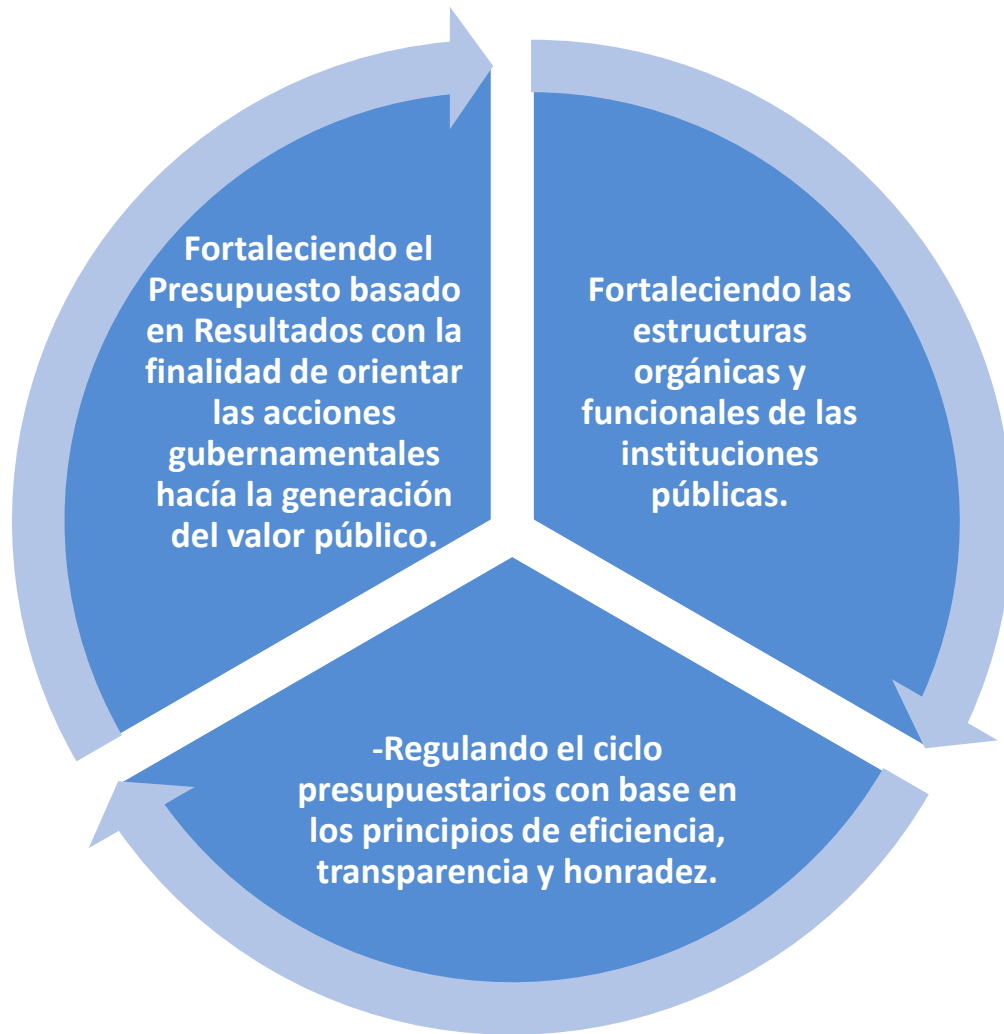 Fortaleciendo el
Presupuesto basado
en Resultados con la
finalidad de orientar
las acciones
gubernamentales
hacía la generación
del valor público.
Fortaleciendo las
estructuras
orgánicas y
funcionales de las
instituciones
públicas.
-Regulando el ciclo
presupuestarios con base en
los principios de eficiencia,
transparencia y honradez.